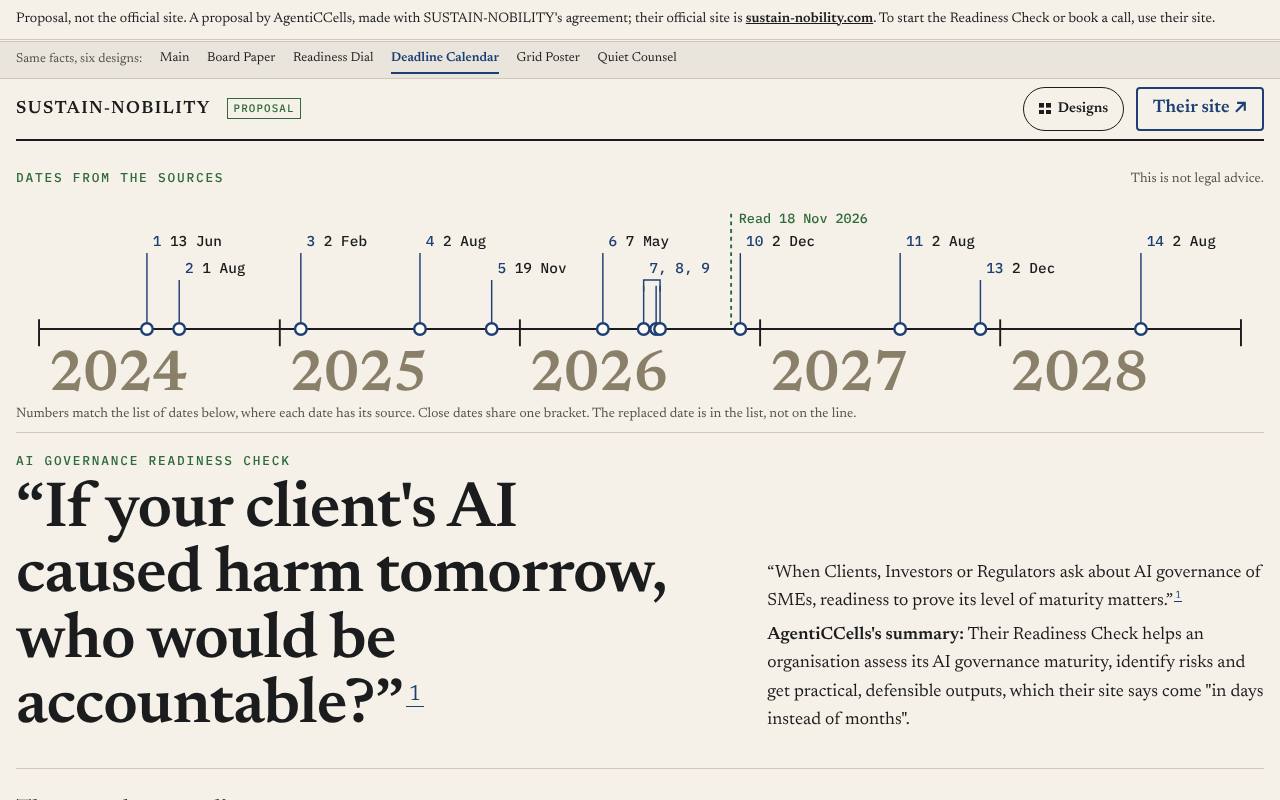 Proposal, not the official site. A proposal by AgentiCCells, made with SUSTAIN-NOBILITY's agreement; their official site is sustain-nobility.com. To start the Readiness Check or book a call, use their site.
Same facts, six designs: Main Board Paper Readiness Dial Deadline Calendar Grid Poster Quiet Counsel
SUSTAIN-NOBILITY PROPOSAL Designs Their site ↗
DATES FROM THE SOURCES This is not legal advice.
Read 18 Nov 2026
1 13 Jun 3 2 Feb 4 2 Aug 6 7 May 10 2 Dec 11 2 Aug 14 2 Aug
2 1 Aug 5 19 Nov 7, 8, 9 13 2 Dec
2024 2025 2026 2027 2028
Numbers match the list of dates below, where each date has its source. Close dates share one bracket. The replaced date is in the list, not on the line.
AI GOVERNANCE READINESS CHECK
“If your client's AI
caused harm tomorrow,
who would be
accountable?” 1
“When Clients, Investors or Regulators ask about AI governance of
SMEs, readiness to prove its level of maturity matters.” 1
AgentiCCells's summary: Their Readiness Check helps an
organisation assess its AI governance maturity, identify risks and
get practical, defensible outputs, which their site says come "in days
instead of months".